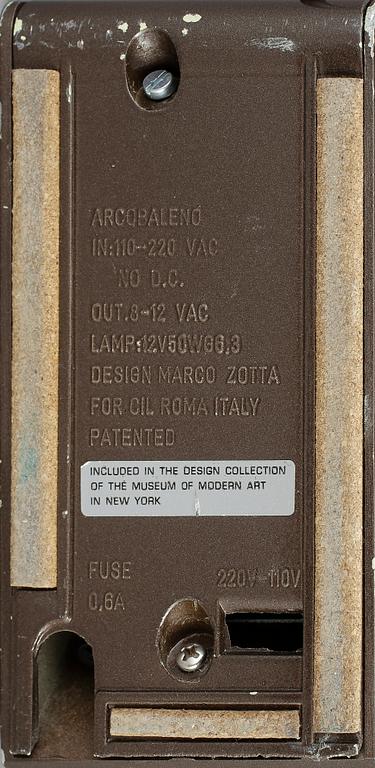 ARCOBALENO
IN:110-220 VAC
NO D.C.
OUT.8-12 VAC
LAMP:12V50WG6,3
DESIGN MARCO ZOTTA
FOR CIL ROMA ITALY
PATENTED
INCLUDED IN THE DESIGN COLLECTION
OF THE MUSEUM OF MODERN ART
IN NEW YORK
FUSE
0,6A
220V-110V